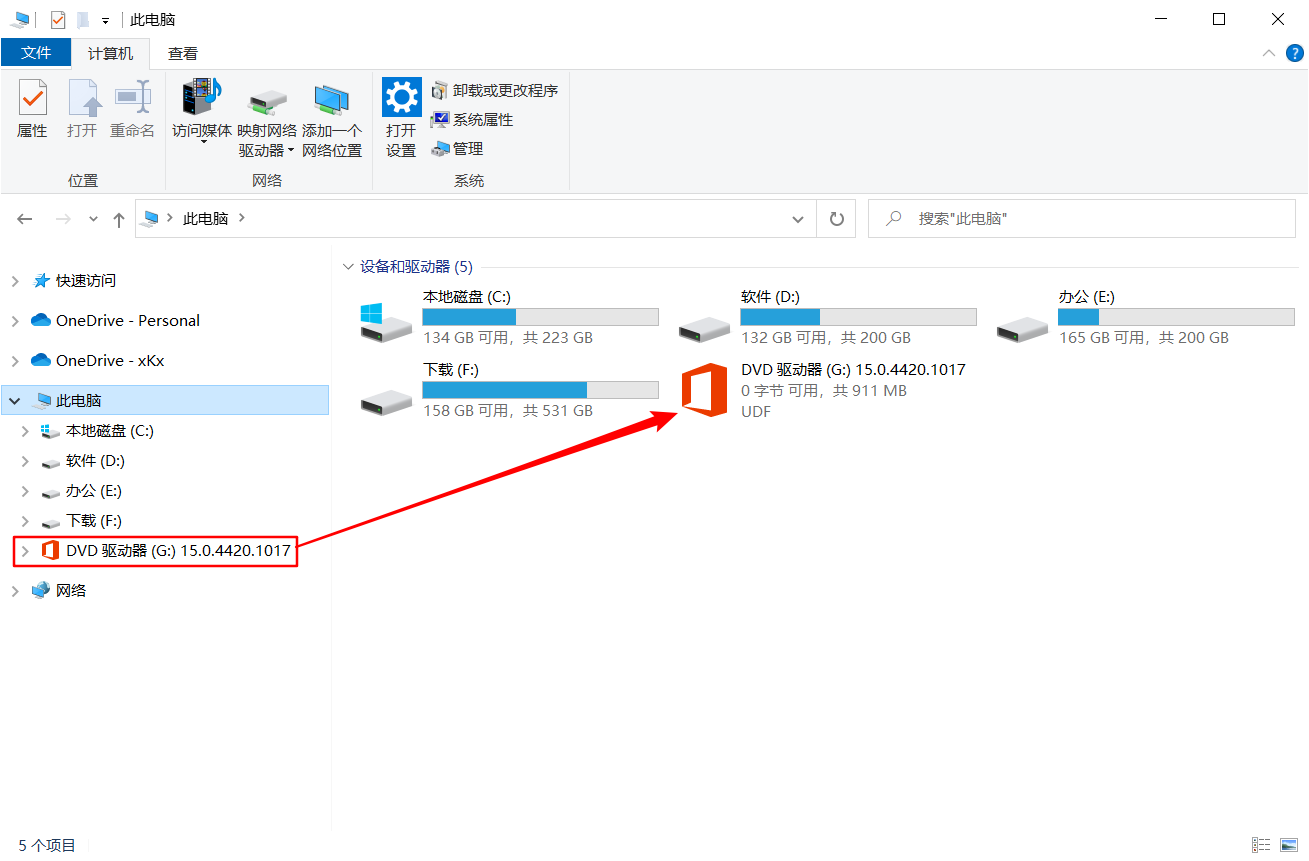 此电脑
文件 计算机 查看
属性 打开 重命名
位置
访问媒体 映射网络 驱动器 添加一个 网络位置
网络
打开 设置 卸载或更改程序
系统属性
管理
系统
此电脑
搜索"此电脑"
快速访问
OneDrive - Personal
OneDrive - xKx
此电脑
本地磁盘 (C:)
软件 (D:)
办公 (E:)
下载 (F:)
DVD 驱动器 (G:) 15.0.4420.1017
网络
设备和驱动器 (5)
本地磁盘 (C:)
134 GB 可用，共 223 GB
软件 (D:)
132 GB 可用，共 200 GB
办公 (E:)
165 GB 可用，共 200 GB
下载 (F:)
158 GB 可用，共 531 GB
DVD 驱动器 (G:) 15.0.4420.1017
0 字节 可用，共 911 MB
UDF
5 个项目